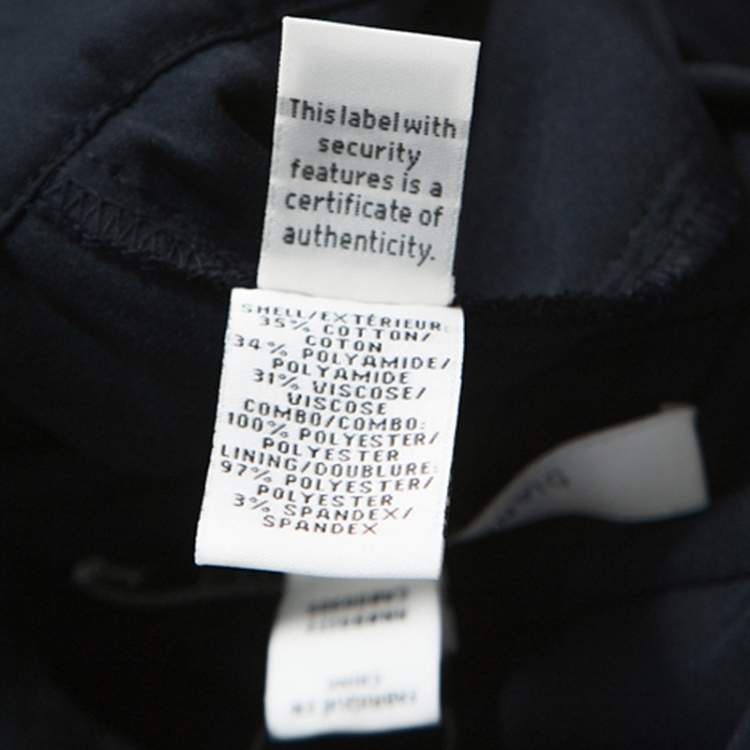 This label with
security
features is a
certificate of
authenticity.
SHELL/EXTÉRIEUR:
35% COTTON/
COTON
34% POLYAMIDE/
POLYAMIDE
31% VISCOSE/
VISCOSE
COMBO/COMBO:
100% POLYESTER/
POLYESTER
LINING/DOUBLURE:
97% POLYESTER/
POLYESTER
3% SPANDEX/
SPANDEX